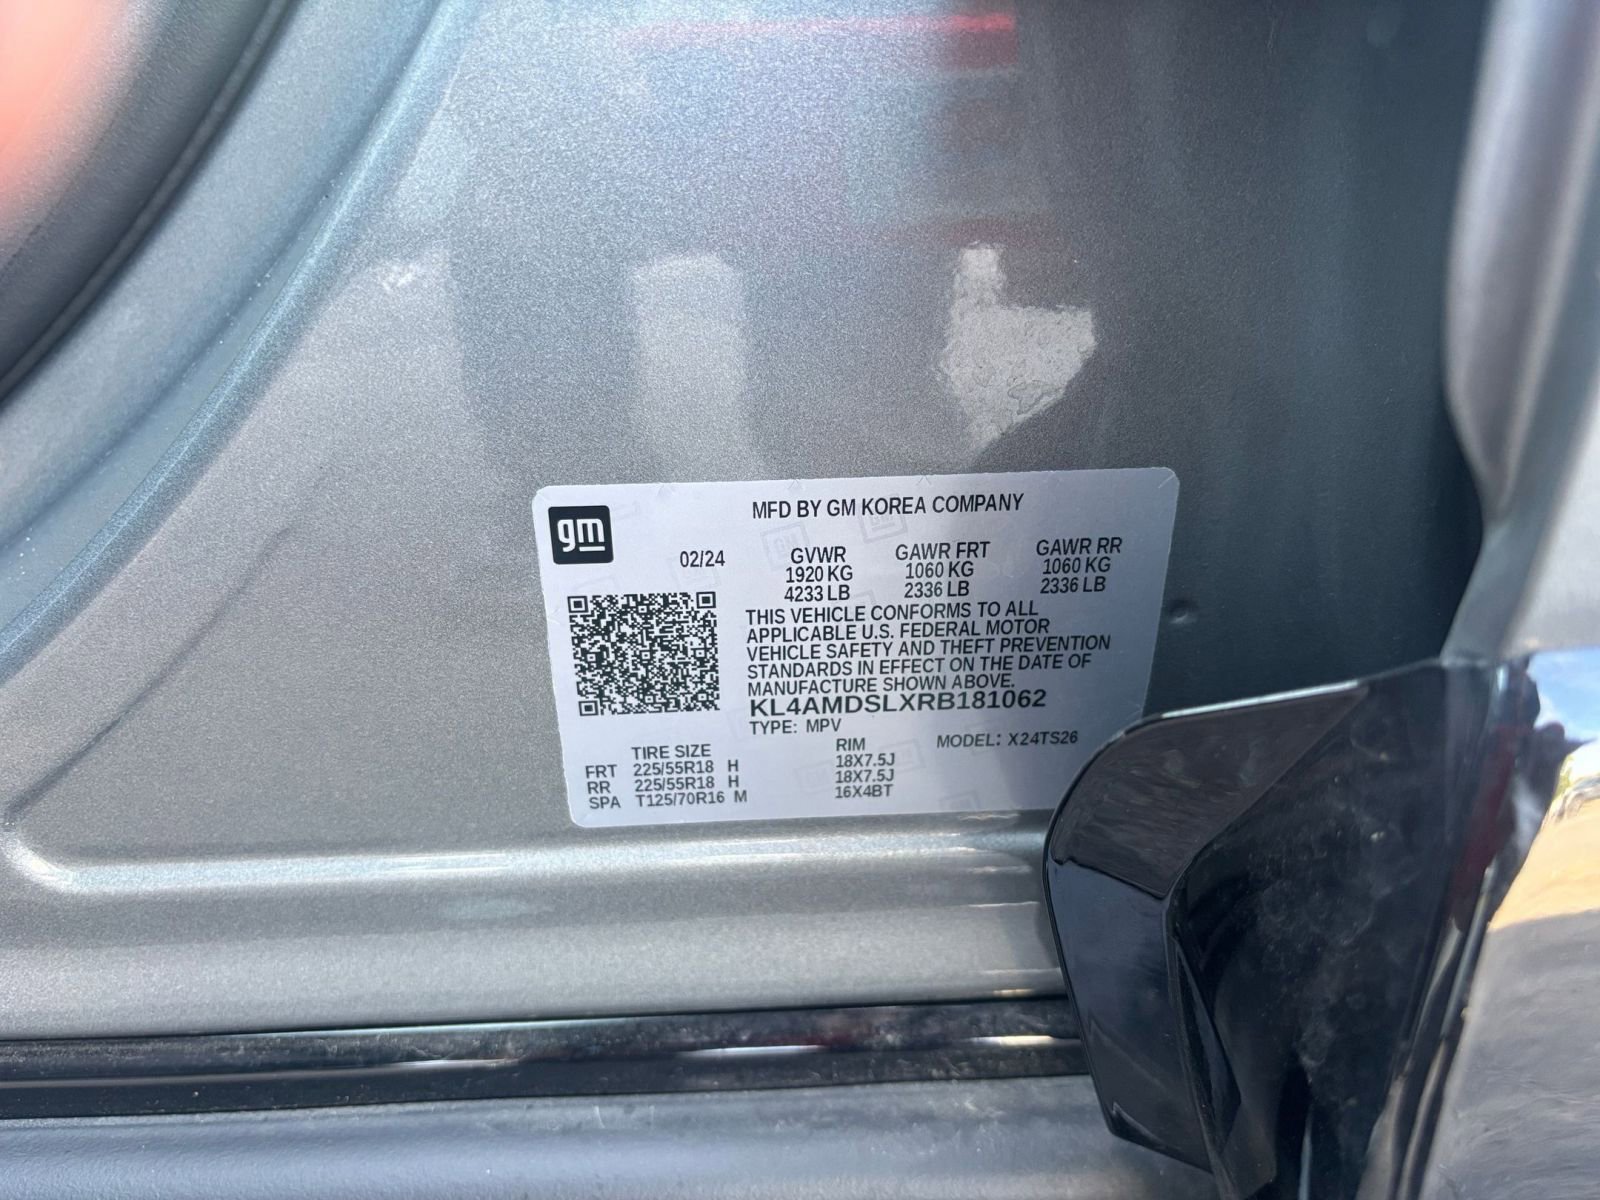 MFD BY GM KOREA COMPANY
gm
02/24 GVWR GAWR FRT GAWR RR
1920 KG 1060 KG 1060 KG
4233 LB 2336 LB 2336 LB
THIS VEHICLE CONFORMS TO ALL
APPLICABLE U.S. FEDERAL MOTOR
VEHICLE SAFETY AND THEFT PREVENTION
STANDARDS IN EFFECT ON THE DATE OF
MANUFACTURE SHOWN ABOVE.
KL4AMDSLXRB181062
TYPE: MPV
TIRE SIZE RIM MODEL: X24TS26
FRT 225/55R18 H 18X7.5J
RR 225/55R18 H 18X7.5J
SPA T125/70R16 M 16X4BT